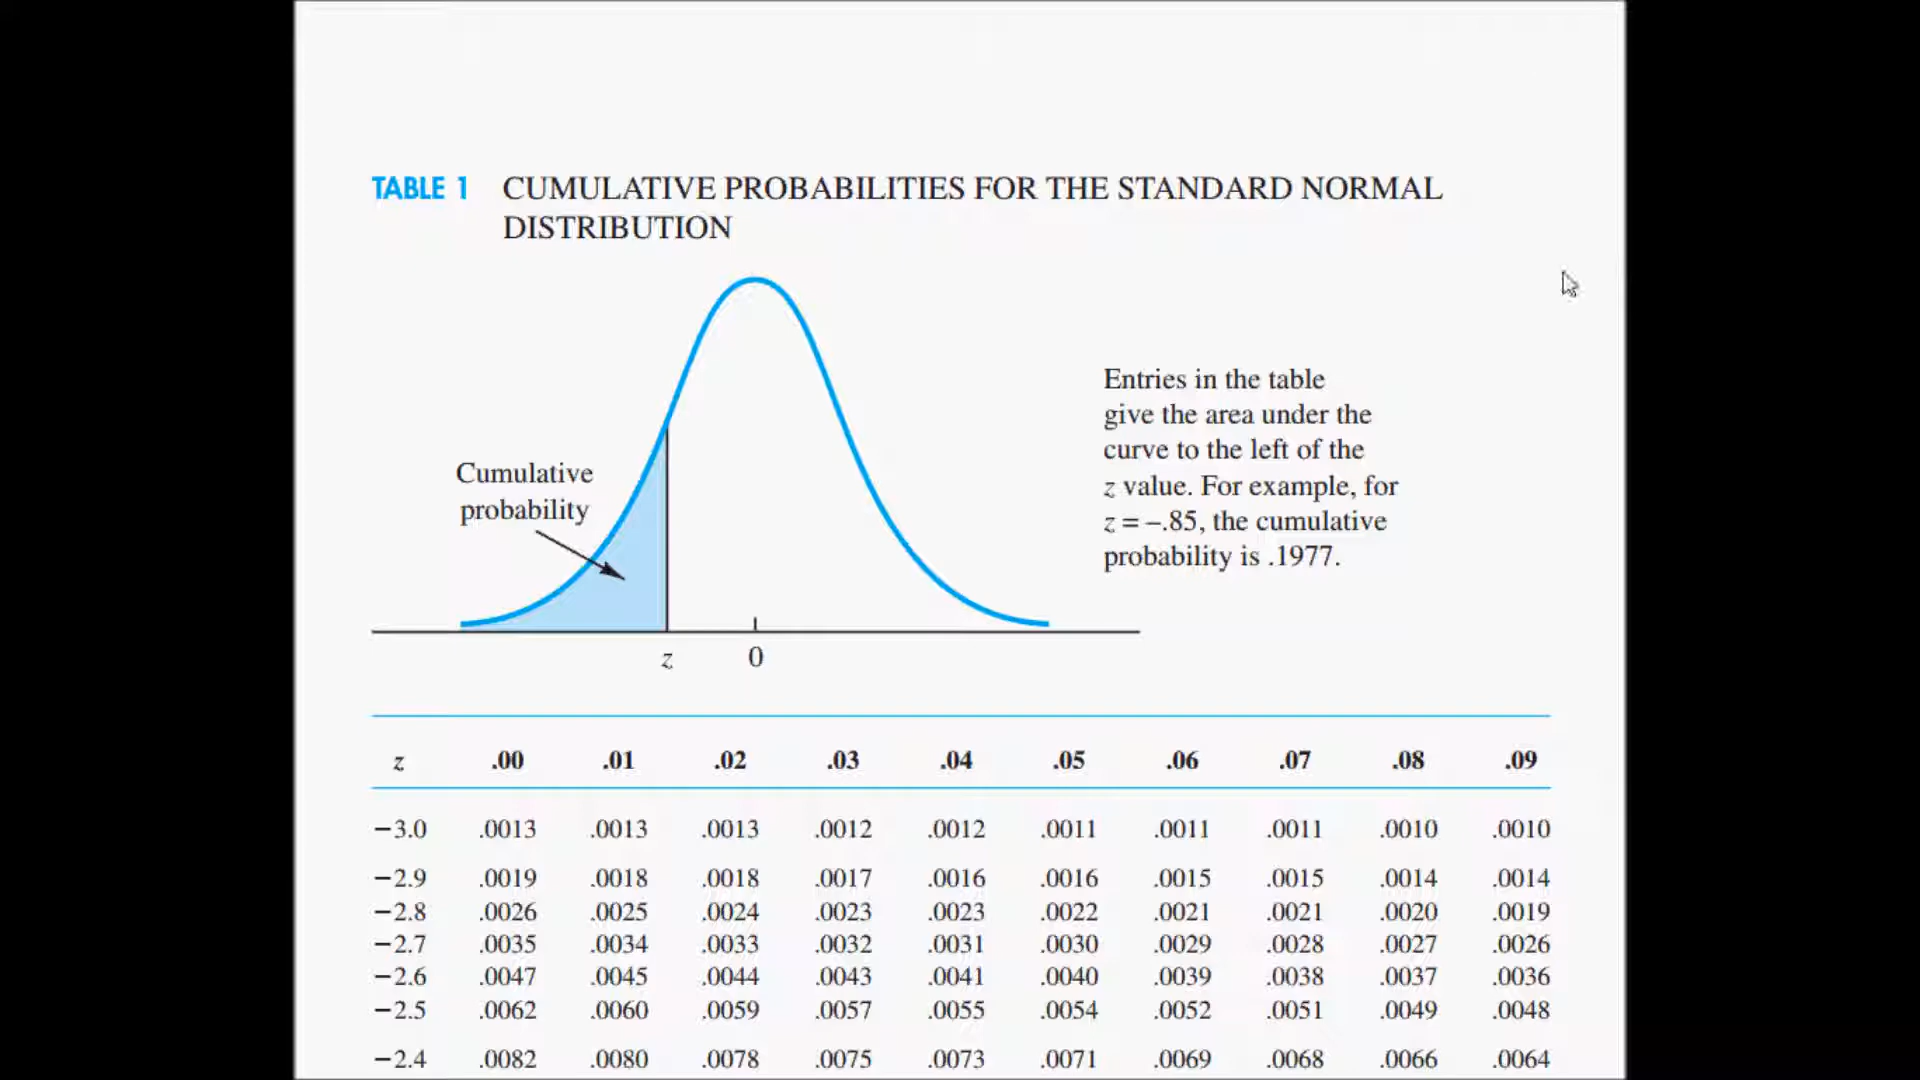 TABLE 1 CUMULATIVE PROBABILITIES FOR THE STANDARD NORMAL
DISTRIBUTION
Entries in the table
give the area under the
curve to the left of the
z value. For example, for
z = –.85, the cumulative
probability is .1977.
Cumulative
probability
z 0
z .00 .01 .02 .03 .04 .05 .06 .07 .08 .09
−3.0 .0013 .0013 .0013 .0012 .0012 .0011 .0011 .0011 .0010 .0010
−2.9 .0019 .0018 .0018 .0017 .0016 .0016 .0015 .0015 .0014 .0014
−2.8 .0026 .0025 .0024 .0023 .0023 .0022 .0021 .0021 .0020 .0019
−2.7 .0035 .0034 .0033 .0032 .0031 .0030 .0029 .0028 .0027 .0026
−2.6 .0047 .0045 .0044 .0043 .0041 .0040 .0039 .0038 .0037 .0036
−2.5 .0062 .0060 .0059 .0057 .0055 .0054 .0052 .0051 .0049 .0048
−2.4 .0082 .0080 .0078 .0075 .0073 .0071 .0069 .0068 .0066 .0064